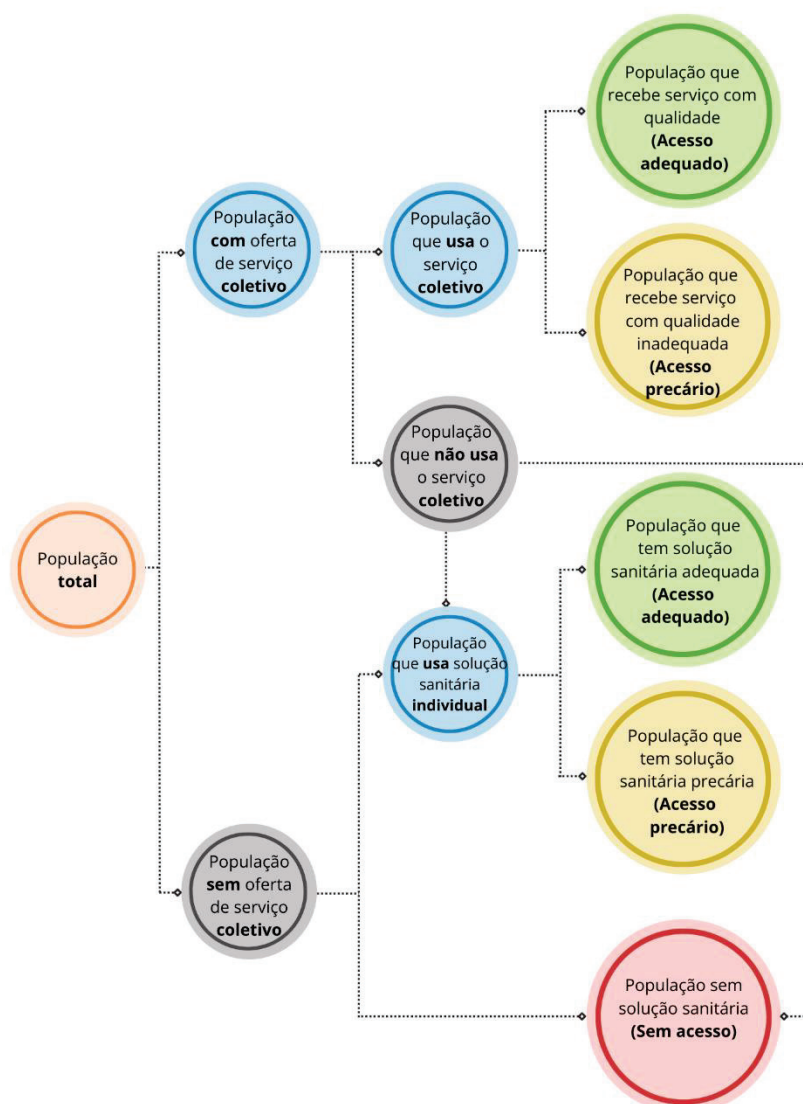 População que
recebe serviço com
qualidade
(Acesso
adequado)
População
com oferta
de serviço
coletivo
População
que usa o
serviço
coletivo
População que
recebe serviço
com qualidade
inadequada
(Acesso
precário)
População
que não usa
o serviço
coletivo
População
total
População que
tem solução
sanitária adequada
(Acesso
adequado)
População
que usa solução
sanitária
individual
População que
tem solução
sanitária precária
(Acesso
precário)
População
sem oferta
de serviço
coletivo
População sem
solução sanitária
(Sem acesso)